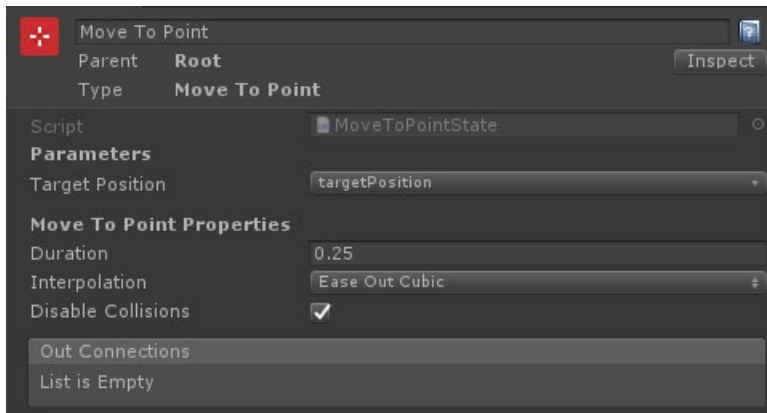 Move To Point
Parent Root
Inspect
Type Move To Point
Script MoveToPointState
Parameters
Target Position targetPosition
Move To Point Properties
Duration 0.25
Interpolation Ease Out Cubic
Disable Collisions
Out Connections
List is Empty